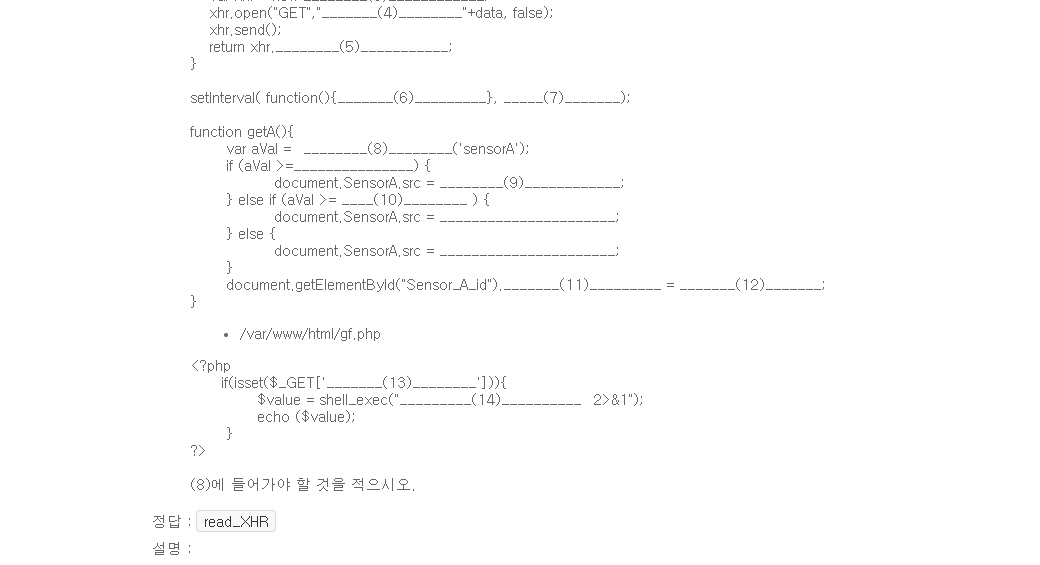 xhr.open("GET","_______(4)________"+data, false);
xhr.send();
return xhr.________(5)___________;
}
setInterval( function(){_______(6)_________}, _____(7)_______);
function getA(){
var aVal = ________(8)________('sensorA');
if (aVal >=_______________) {
document.SensorA.src = ________(9)____________;
} else if (aVal >= ____(10)________ ) {
document.SensorA.src = ______________________;
} else {
document.SensorA.src = ______________________;
}
document.getElementById("Sensor_A_id")._______(11)_________ = _______(12)_______;
}
• /var/www/html/gf.php
<?php
if(isset($_GET['_______(13)________'])){
$value = shell_exec("_________(14)__________ 2>&1");
echo ($value);
}
?>
(8)에 들어가야 할 것을 적으시오.
정답 : read_XHR
설명 :